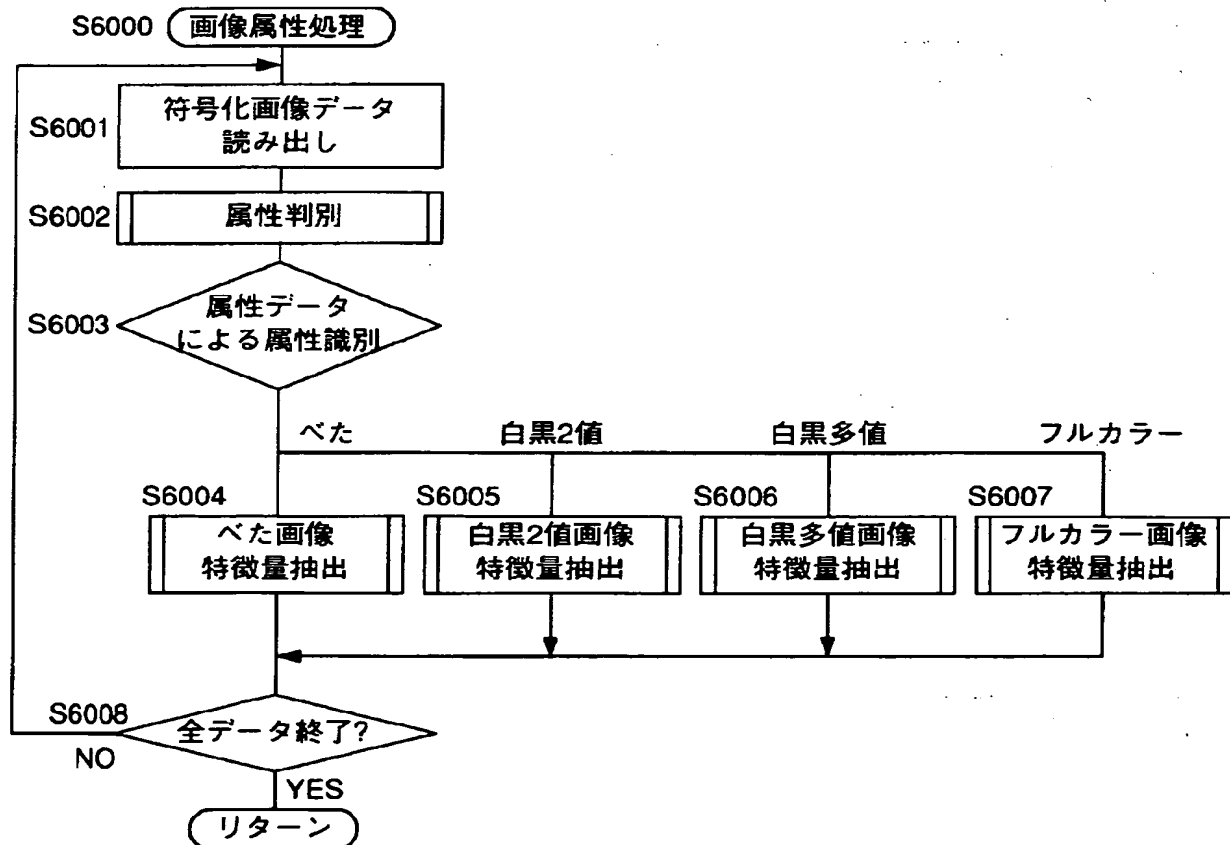 S6000 画像属性処理
S6001
符号化画像データ
読み出し
S6002 属性判別
S6003
属性データ
による属性識別
べた 白黒2値 白黒多値 フルカラー
S6004 S6005 S6006 S6007
べた画像 白黒2値画像 白黒多値画像 フルカラー画像
特徴量抽出 特徴量抽出 特徴量抽出 特徴量抽出
S6008
全データ終了?
NO
YES
リターン